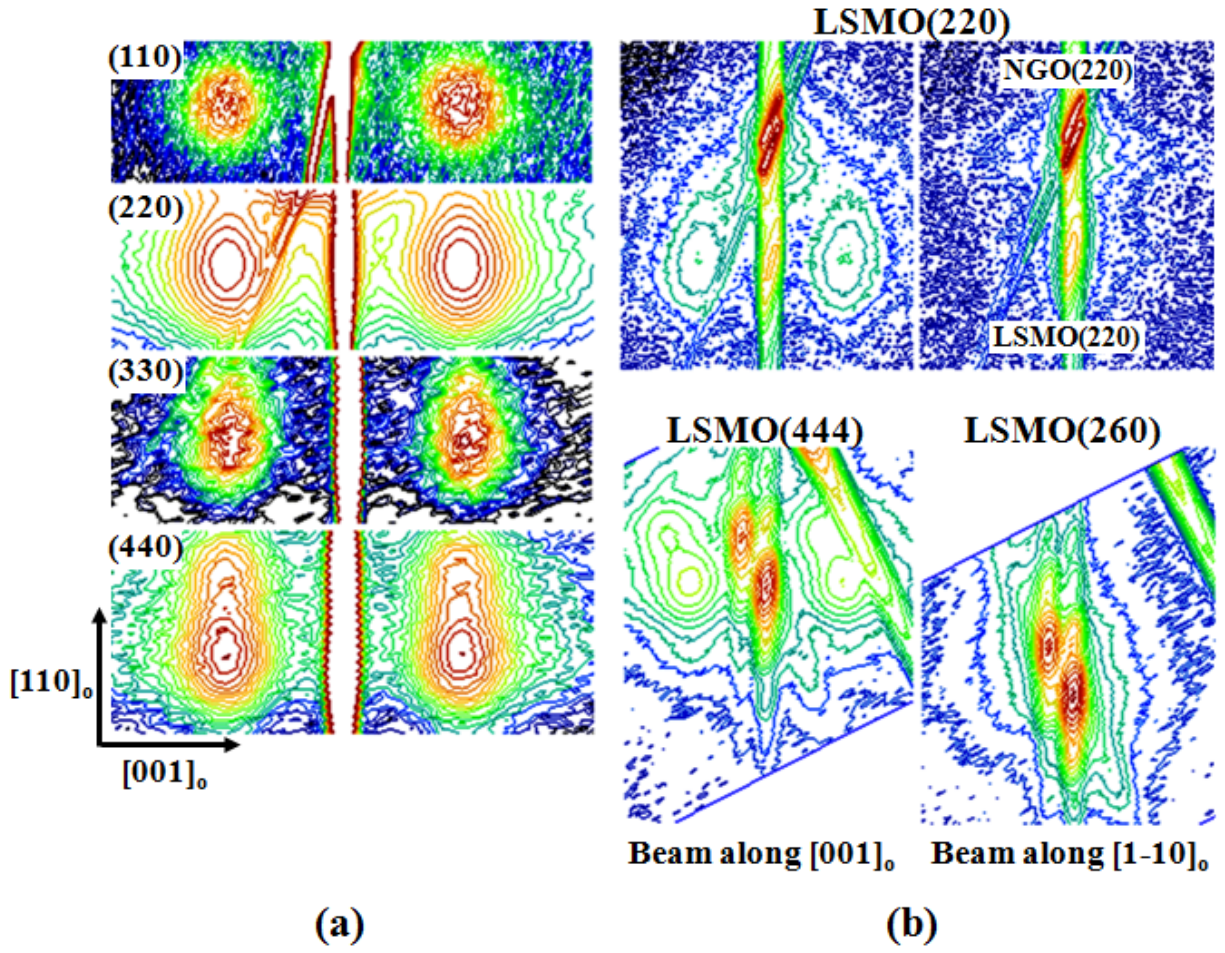 (110)
(220)
(330)
(440)
[110]o
[001]o
(a)
LSMO(220)
NGO(220)
LSMO(220)
LSMO(444)
LSMO(260)
Beam along [001]o
Beam along [1-10]o
(b)